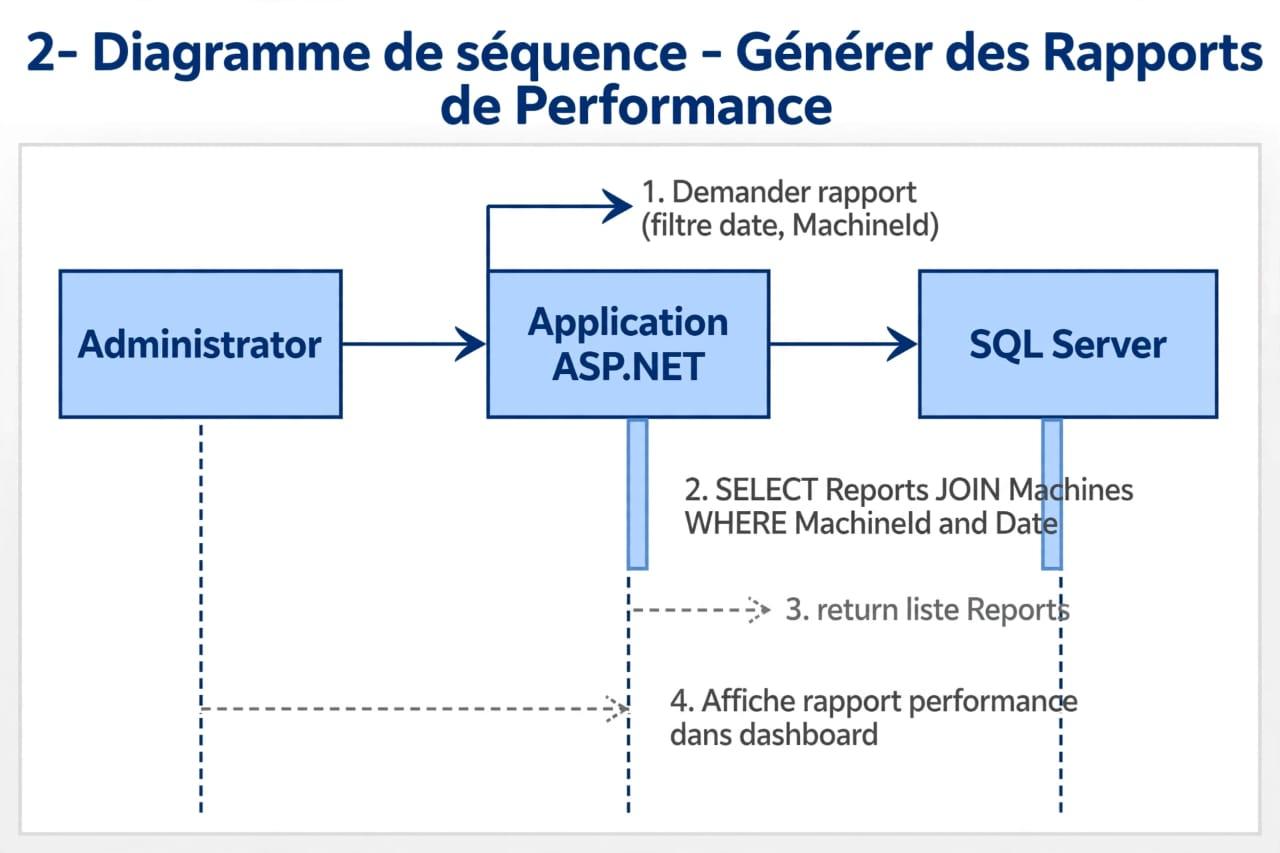 2- Diagramme de séquence - Générer des Rapports
de Performance
1. Demander rapport
(filtre date, MachineId)
Administrator
Application
ASP.NET
SQL Server
2. SELECT Reports JOIN Machines
WHERE MachineId and Date
3. return liste Reports
4. Affiche rapport performance
dans dashboard